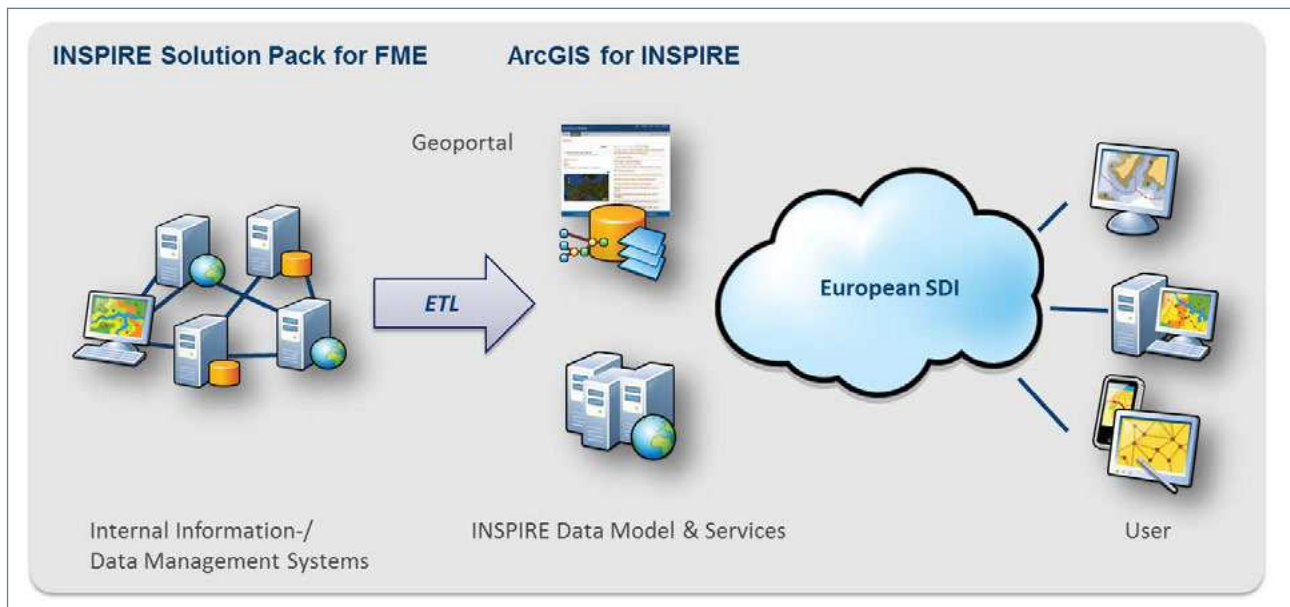 INSPIRE Solution Pack for FME
ArcGIS for INSPIRE
Geoportal
ETL
European SDI
Internal Information-/
Data Management Systems
INSPIRE Data Model & Services
User